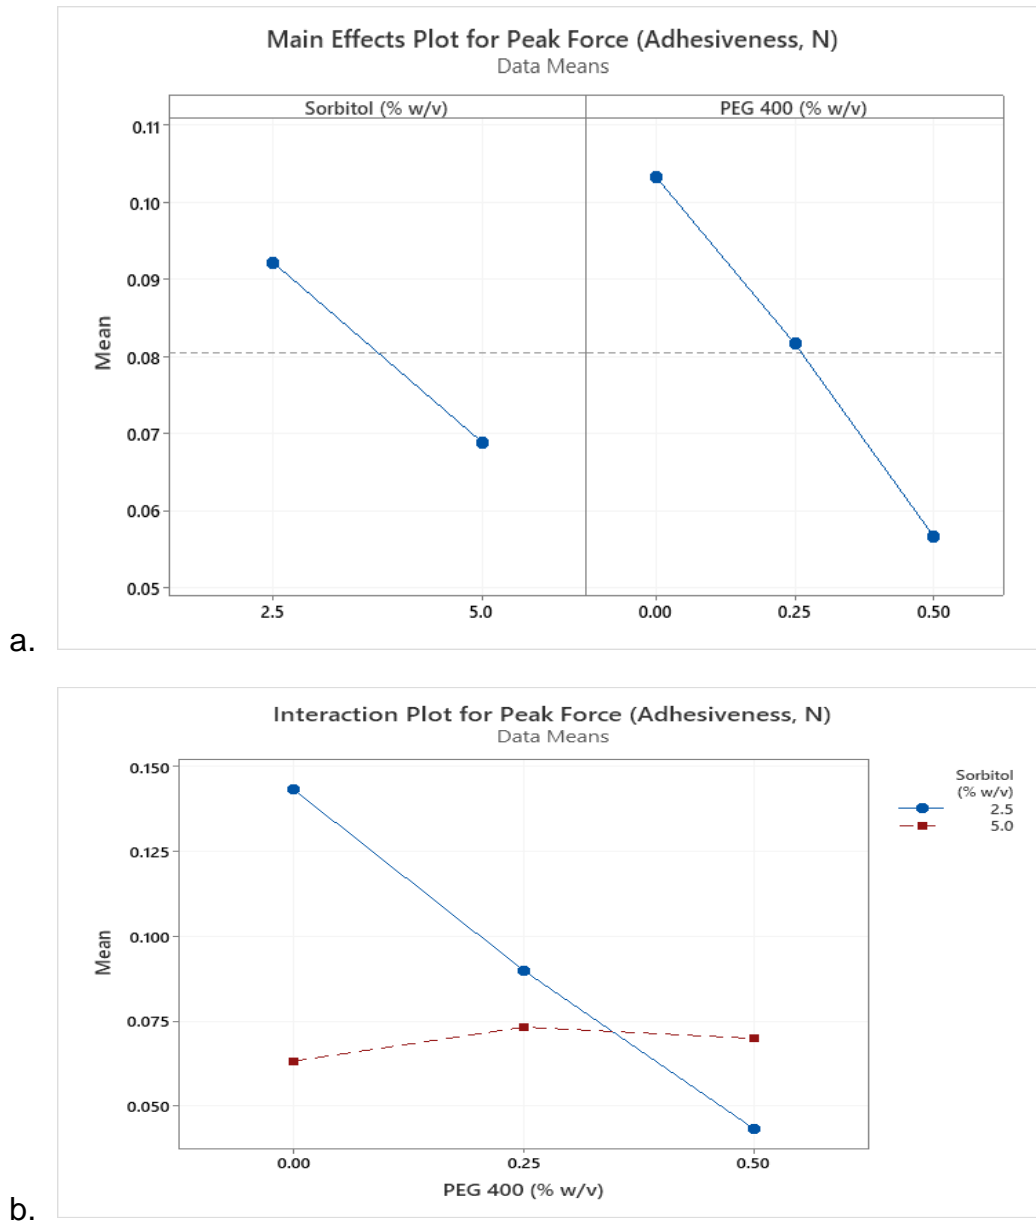 Main Effects Plot for Peak Force (Adhesiveness, N)
Data Means
Sorbitol (% w/v) PEG 400 (% w/v)
0.11
0.10
0.09
0.08
0.07
0.06
0.05
Mean
2.5 5.0 0.00 0.25 0.50
a.
Interaction Plot for Peak Force (Adhesiveness, N)
Data Means
0.150
0.125
0.100
0.075
0.050
Mean
Sorbitol
(% w/v)
2.5
5.0
0.00 0.25 0.50
PEG 400 (% w/v)
b.